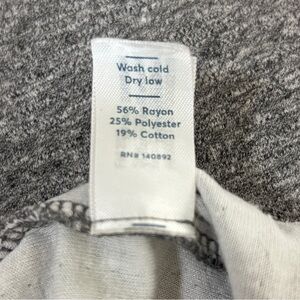 Wash cold
Dry low
56% Rayon
25% Polyester
19% Cotton
RN# 140892